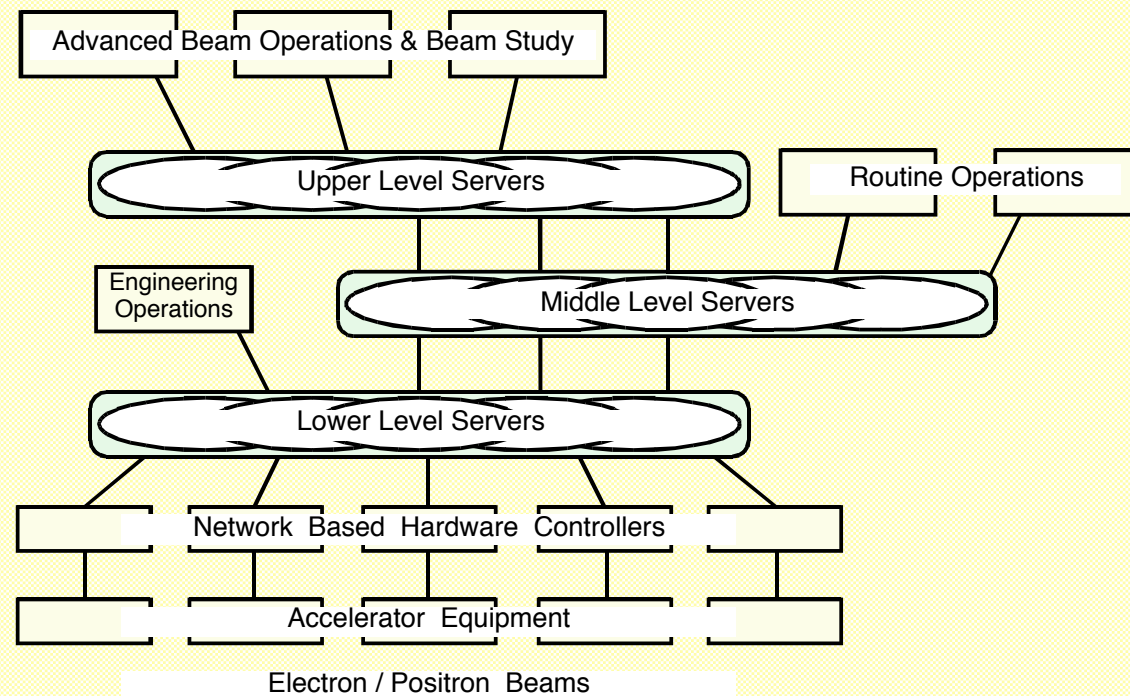 Advanced Beam Operations & Beam Study
Upper Level Servers
Routine Operations
Engineering
Operations
Middle Level Servers
Lower Level Servers
Network Based Hardware Controllers
Accelerator Equipment
Electron / Positron Beams